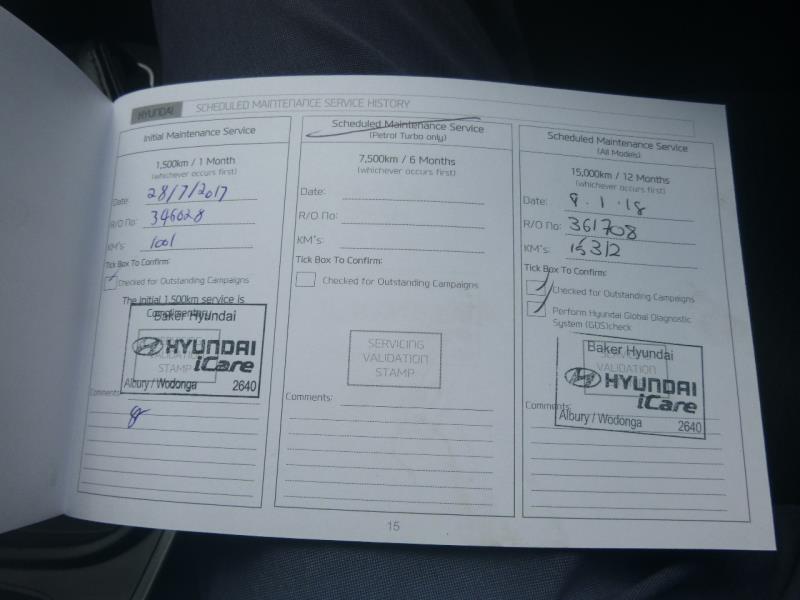 HYUNDAI SCHEDULED MAINTENANCE SERVICE HISTORY
Initial Maintenance Service
1,500km / 1 Month
(whichever occurs first)
Date: 28/7/2017
R/O No: 346028
KM's: 1001
Tick Box To Confirm:
Checked for Outstanding Campaigns
The Initial 1,500km service is
Complimentary
Baker Hyundai
HYUNDAI
iCare
VALIDATION
STAMP
Albury / Wodonga 2640
Comments:
Scheduled Maintenance Service
(Petrol Turbo only)
7,500km / 6 Months
(whichever occurs first)
Date:
R/O No:
KM's:
Tick Box To Confirm:
Checked for Outstanding Campaigns
SERVICING
VALIDATION
STAMP
Comments:
Scheduled Maintenance Service
(All Models)
15,000km / 12 Months
(whichever occurs first)
Date: 9.1.18
R/O No: 361708
KM's: 15312
Tick Box To Confirm:
Checked for Outstanding Campaigns
Perform Hyundai Global Diagnostic
System (GDS)check
Baker Hyundai
VALIDATION
HYUNDAI
iCare
Comments:
Albury / Wodonga 2640
15